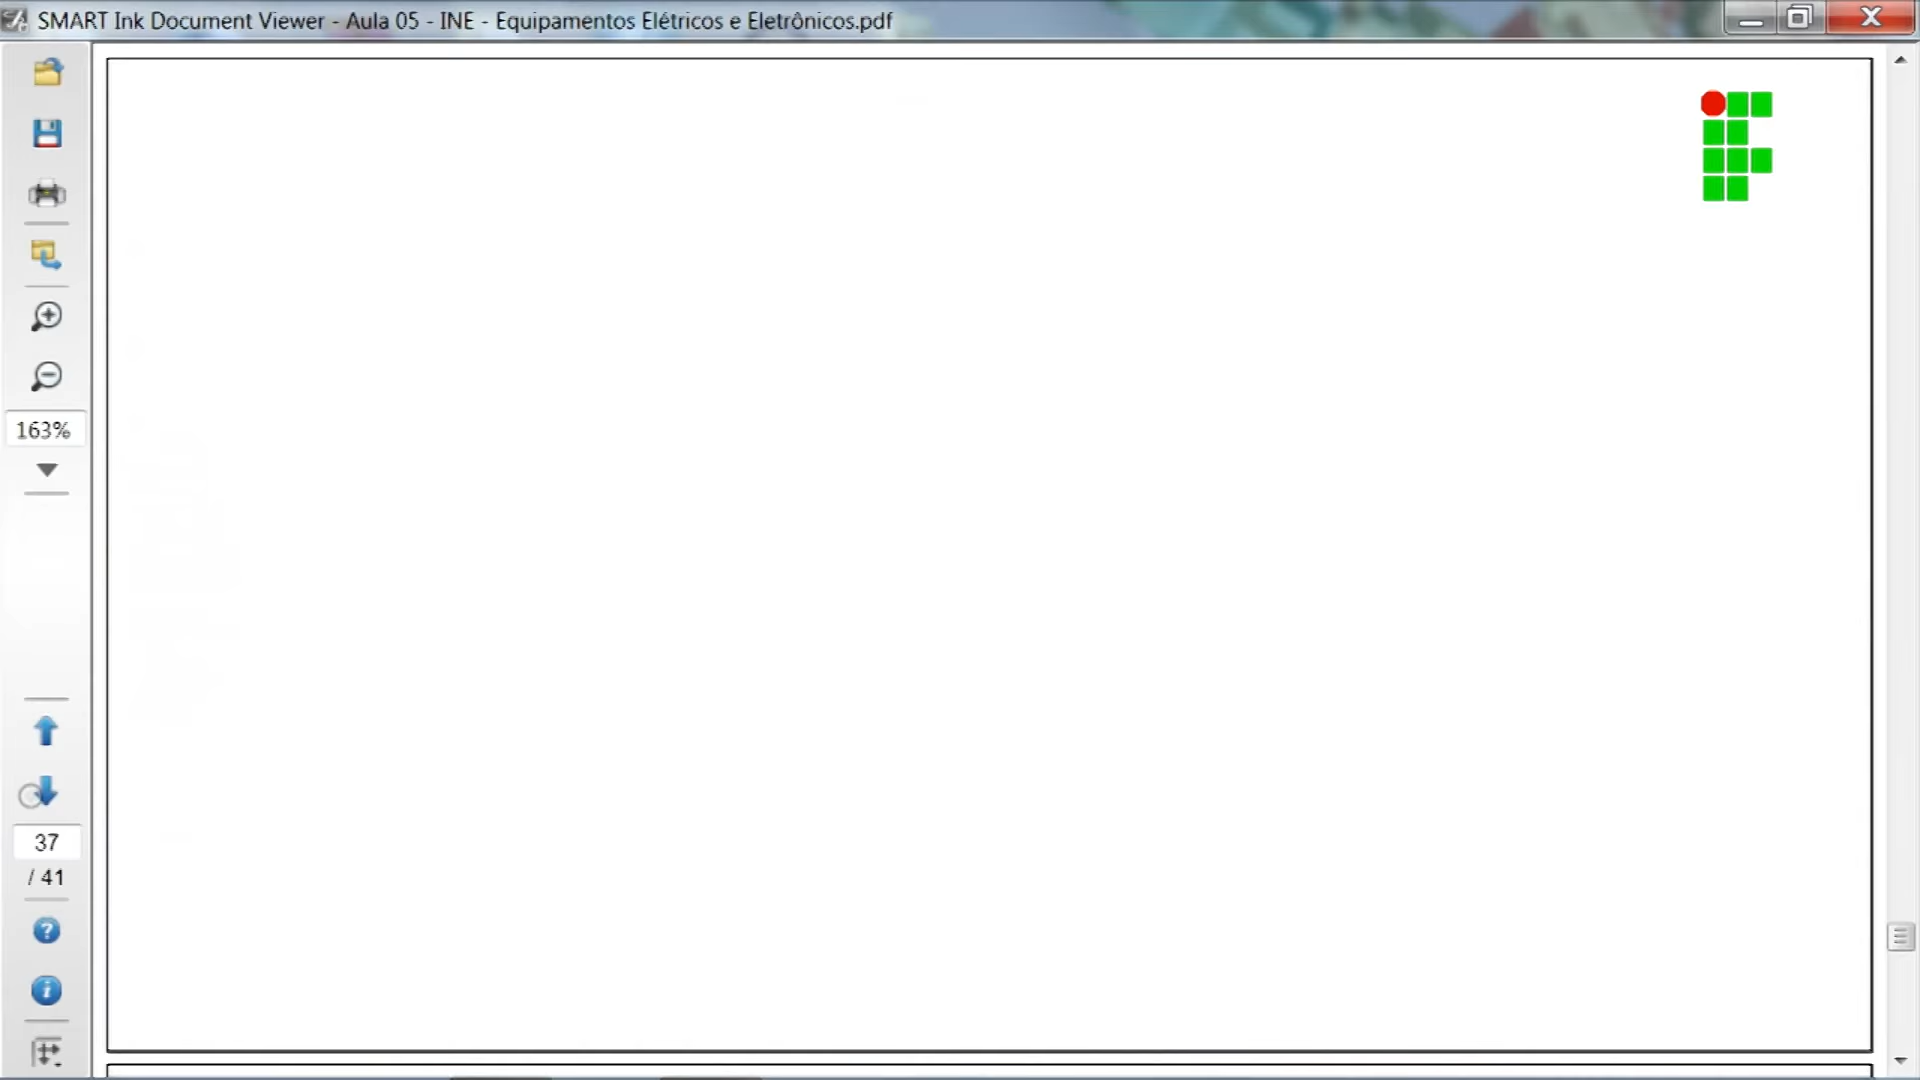 SMART Ink Document Viewer - Aula 05 - INE - Equipamentos Elétricos e Eletrônicos.pdf
163%
37
/ 41